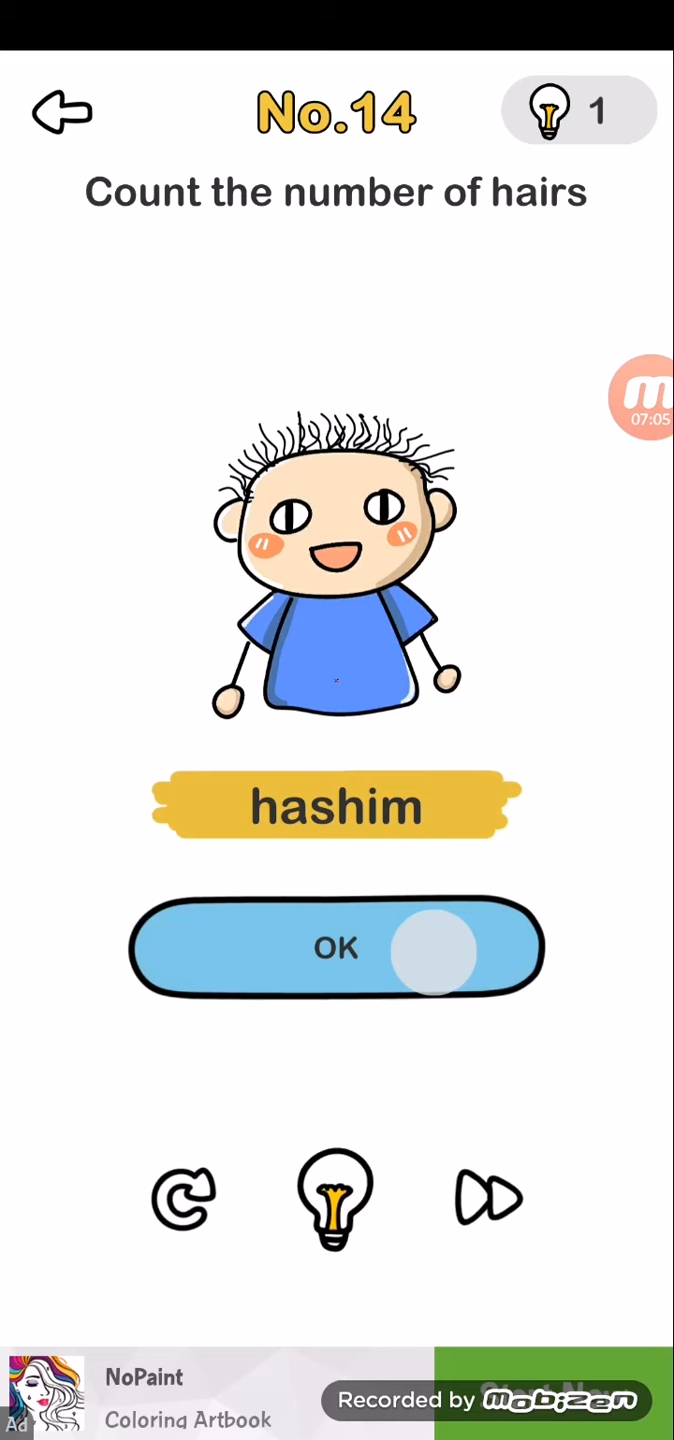 No.14
1
Count the number of hairs
07:05
hashim
OK
NoPaint
Coloring Artbook
Ad
Recorded by mobizen